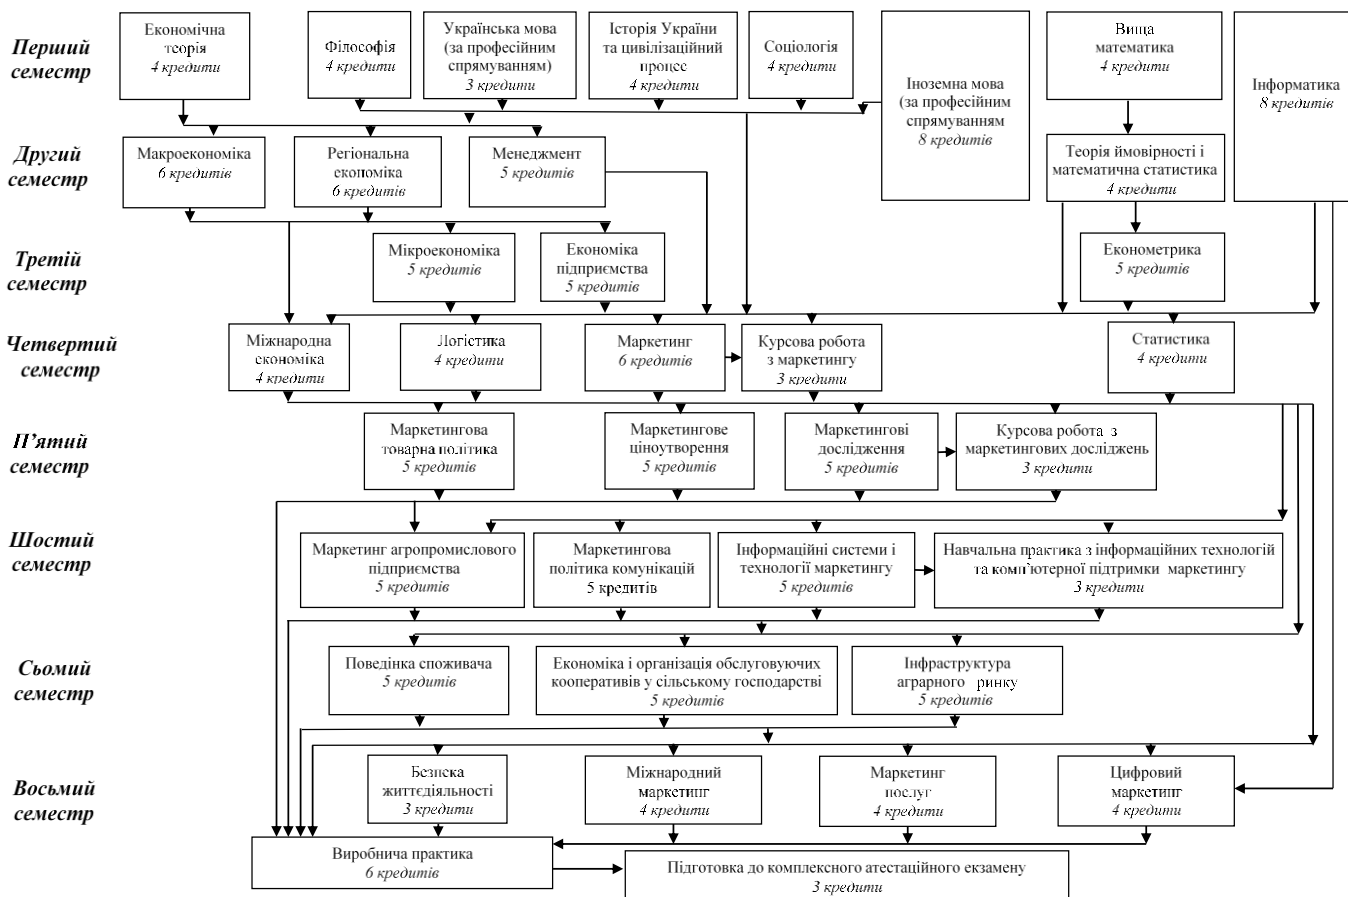 Перший
семестр
Економічна
теорія
4 кредити
Філософія
4 кредити
Українська мова
(за професійним
спрямуванням)
3 кредити
Історія України
та цивілізаційний
процес
4 кредити
Соціологія
4 кредити
Іноземна мова
(за професійним
спрямуванням
8 кредитів
Вища
математика
4 кредити
Інформатика
8 кредитів
Другий
семестр
Макроекономіка
6 кредитів
Регіональна
економіка
6 кредитів
Менеджмент
5 кредитів
Теорія ймовірності і
математична статистика
4 кредити
Третій
семестр
Мікроекономіка
5 кредитів
Економіка
підприємства
5 кредитів
Економетрика
5 кредитів
Четвертий
семестр
Міжнародна
економіка
4 кредити
Логістика
4 кредити
Маркетинг
6 кредитів
Курсова робота
з маркетингу
3 кредити
Статистика
4 кредити
П'ятий
семестр
Маркетингова
товарна політика
5 кредитів
Маркетингове
ціноутворення
5 кредитів
Маркетингові
дослідження
5 кредитів
Курсова робота з
маркетингових досліджень
3 кредити
Шостий
семестр
Маркетинг агропромислового
підприємства
5 кредитів
Маркетингова
політика комунікацій
5 кредитів
Інформаційні системи і
технології маркетингу
5 кредитів
Навчальна практика з інформаційних технологій
та комп'ютерної підтримки маркетингу
3 кредити
Сьомий
семестр
Поведінка споживача
5 кредитів
Економіка і організація обслуговуючих
кооперативів у сільському господарстві
5 кредитів
Інфраструктура
аграрного ринку
5 кредитів
Восьмий
семестр
Безпека
життєдіяльності
3 кредити
Міжнародний
маркетинг
4 кредити
Маркетинг
послуг
4 кредити
Цифровий
маркетинг
4 кредити
Виробнича практика
6 кредитів
Підготовка до комплексного атестаційного екзамену
3 кредити